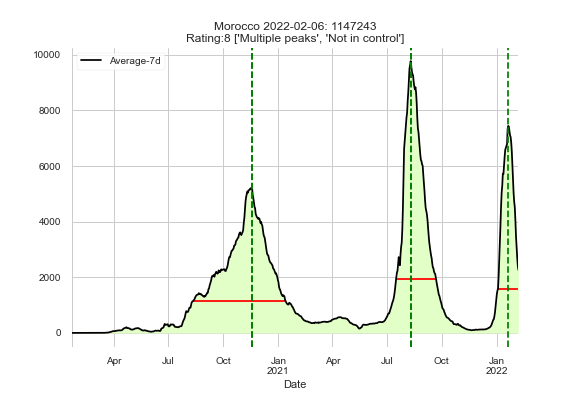 Morocco 2022-02-06: 1147243
Rating:8 ['Multiple peaks', 'Not in control']
Average-7d
10000
8000
6000
4000
2000
0
Apr Jul Oct Jan Apr Jul Oct Jan
2021 2022
Date